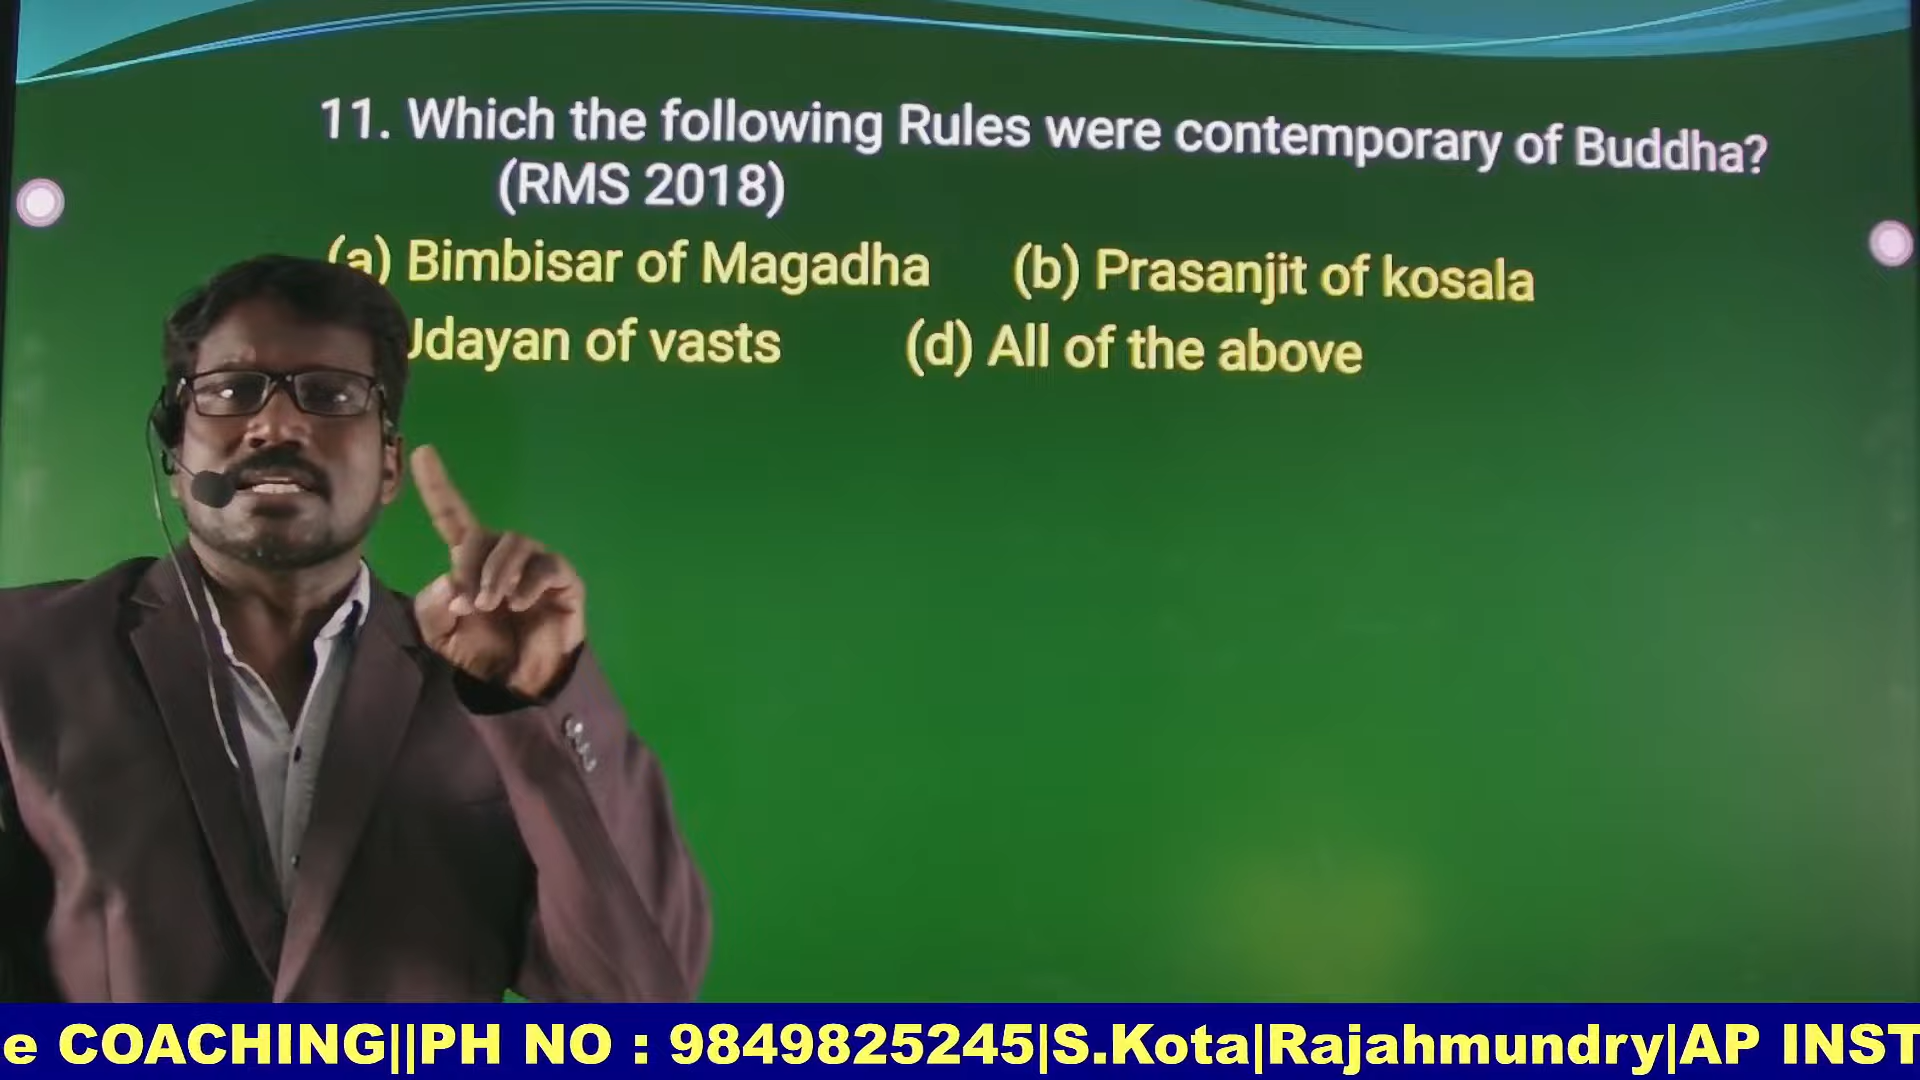 11. Which the following Rules were contemporary of Buddha?
(RMS 2018)
(a) Bimbisar of Magadha (b) Prasanjit of kosala
Udayan of vasts (d) All of the above
e COACHING||PH NO : 9849825245|S.Kota|Rajahmundry|AP INST